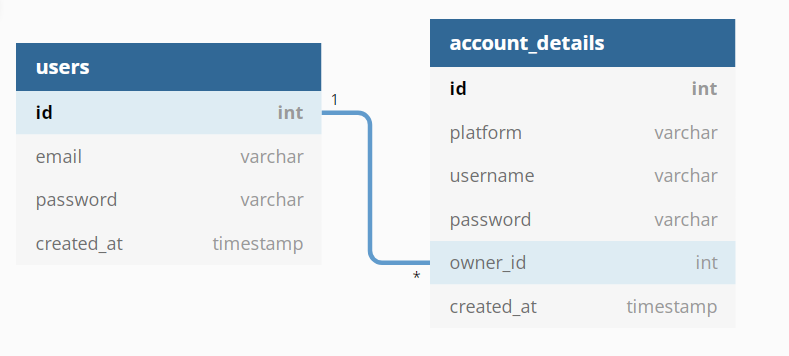 users
id int
email varchar
password varchar
created_at timestamp
1
*
account_details
id int
platform varchar
username varchar
password varchar
owner_id int
created_at timestamp